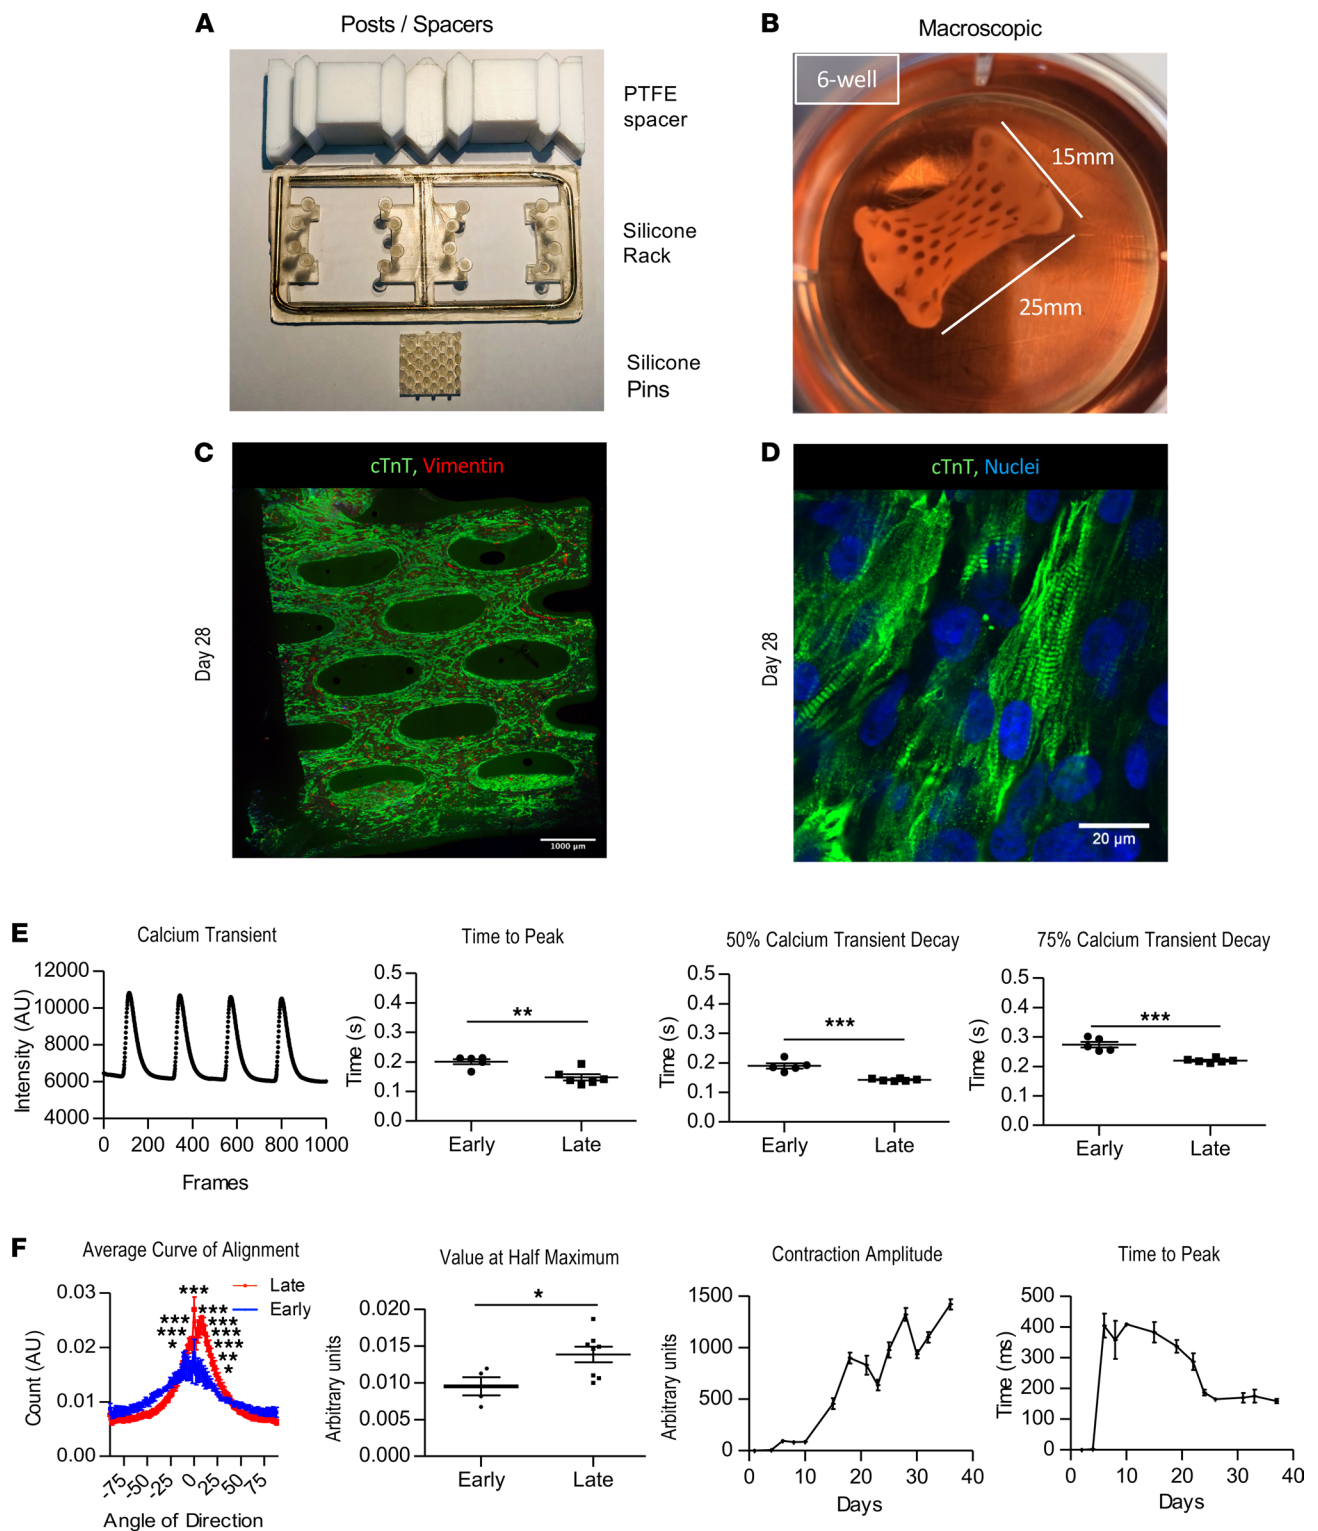 A
Posts / Spacers
PTFE
spacer
Silicone
Rack
Silicone
Pins
B
Macroscopic
6-well
15mm
25mm
C
cTnT, Vimentin
Day 28
1000 µm
D
cTnT, Nuclei
Day 28
20 µm
E
Calcium Transient
Intensity (AU)
12000
10000
8000
6000
4000
0 200 400 600 800 1000
Frames
Time to Peak
Time (s)
0.5
0.4
0.3
0.2
0.1
0.0
**
Early Late
50% Calcium Transient Decay
Time (s)
0.5
0.4
0.3
0.2
0.1
0.0
***
Early Late
75% Calcium Transient Decay
Time (s)
0.5
0.4
0.3
0.2
0.1
0.0
***
Early Late
F
Average Curve of Alignment
Late
Early
Count (AU)
0.03
0.02
0.01
0.00
***
***
***
*
***
***
***
***
**
*
-75 -50 -25 0 25 50 75
Angle of Direction
Value at Half Maximum
Arbitrary units
0.020
0.015
0.010
0.005
0.000
*
Early Late
Contraction Amplitude
Arbitrary units
1500
1000
500
0
0 10 20 30 40
Days
Time to Peak
Time (ms)
500
400
300
200
100
0
0 10 20 30 40
Days